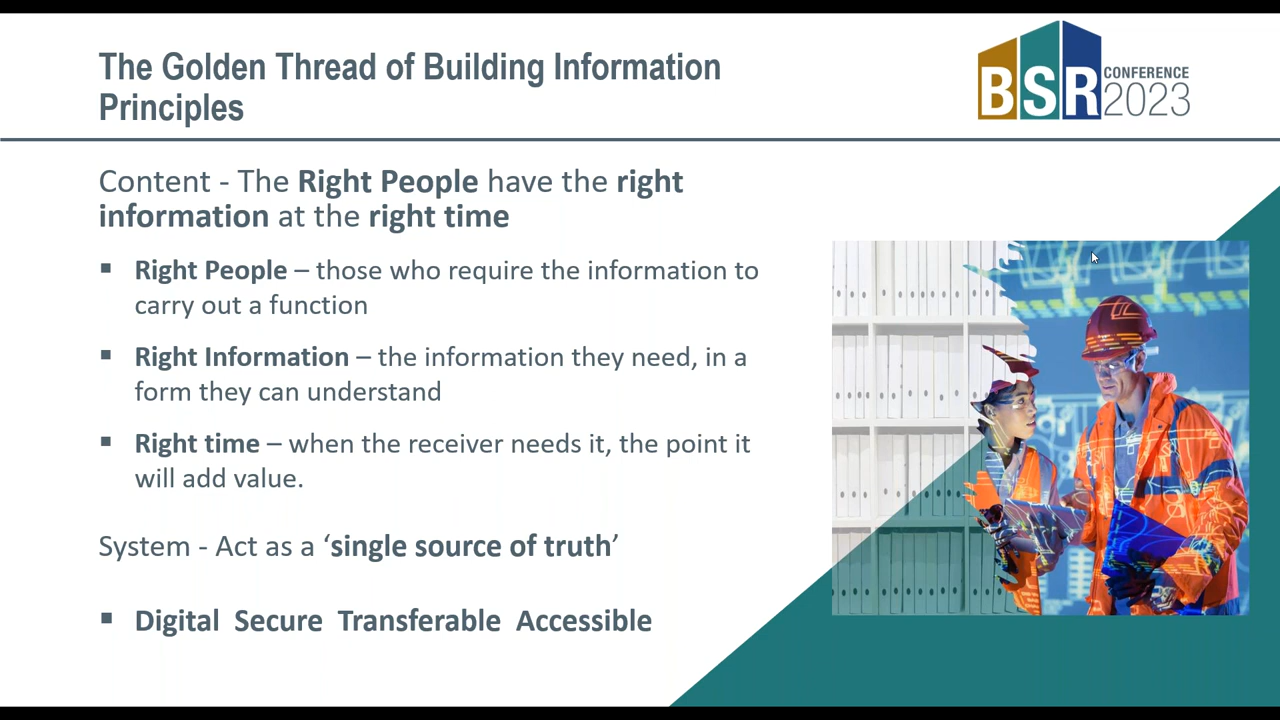 The Golden Thread of Building Information
Principles
BSR CONFERENCE 2023
Content - The Right People have the right
information at the right time
▪ Right People – those who require the information to
carry out a function
▪ Right Information – the information they need, in a
form they can understand
▪ Right time – when the receiver needs it, the point it
will add value.
System - Act as a ‘single source of truth’
▪ Digital Secure Transferable Accessible